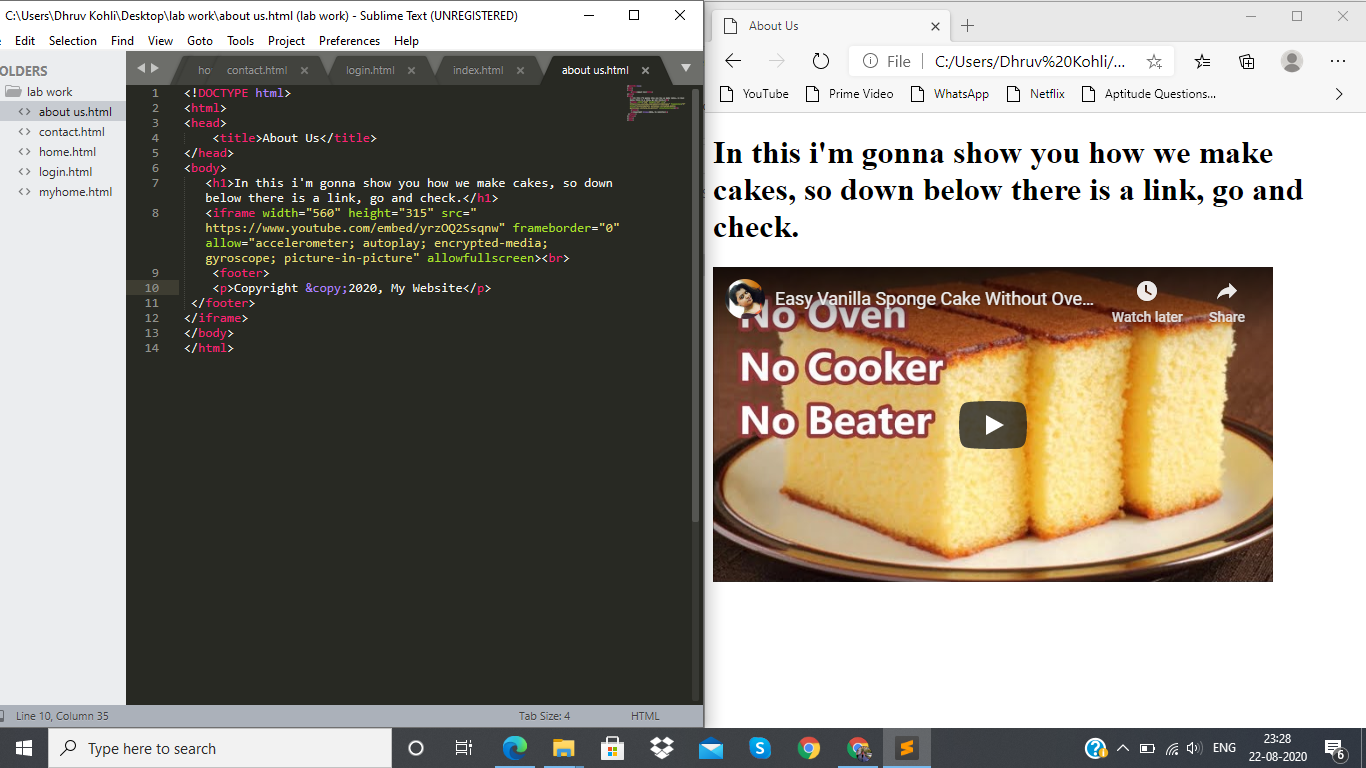 C:\Users\Dhruv Kohli\Desktop\lab work\about us.html (lab work) - Sublime Text (UNREGISTERED)
Edit Selection Find View Goto Tools Project Preferences Help
OLDERS
lab work
about us.html
contact.html
home.html
login.html
myhome.html
ho contact.html login.html index.html about us.html
1 <!DOCTYPE html>
2 <html>
3 <head>
4 <title>About Us</title>
5 </head>
6 <body>
7 <h1>In this i'm gonna show you how we make cakes, so down
below there is a link, go and check.</h1>
8 <iframe width="560" height="315" src="
https://www.youtube.com/embed/yrzOQ2Ssqnw" frameborder="0"
allow="accelerometer; autoplay; encrypted-media;
gyroscope; picture-in-picture" allowfullscreen><br>
9 <footer>
10 <p>Copyright &copy;2020, My Website</p>
11 </footer>
12 </iframe>
13 </body>
14 </html>
Line 10, Column 35 Tab Size: 4 HTML
About Us
File C:/Users/Dhruv%20Kohli/...
YouTube Prime Video WhatsApp Netflix Aptitude Questions...
In this i'm gonna show you how we make
cakes, so down below there is a link, go and
check.
Easy Vanilla Sponge Cake Without Ove...
Watch later Share
No Oven
No Cooker
No Beater
Type here to search
ENG
23:28
22-08-2020
6